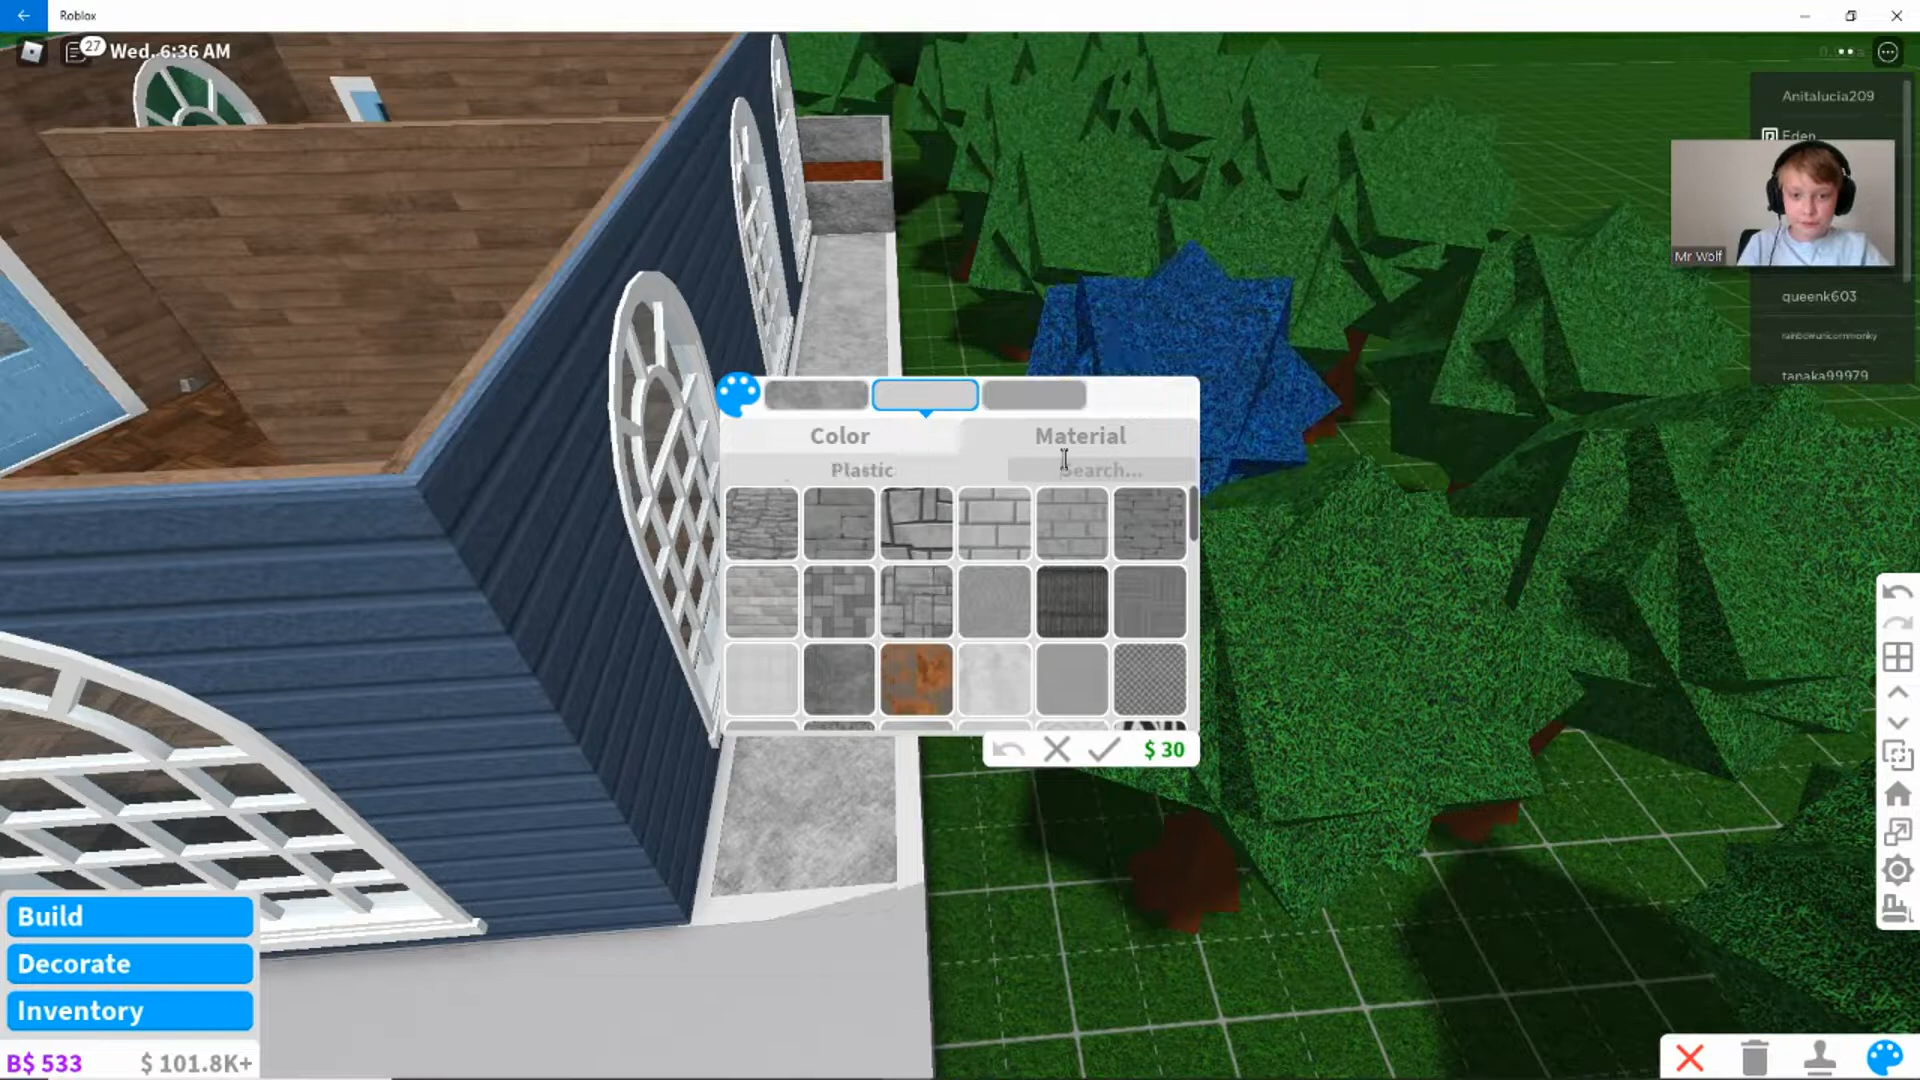 Roblox
27
Wed. 6:36 AM
Anitalucia209
Eden
Mr Wolf
queenk603
rainbowunicornmonky
tanaka99979
Color
Material
Plastic
Search...
$ 30
Build
Decorate
Inventory
B$ 533
$ 101.8K+